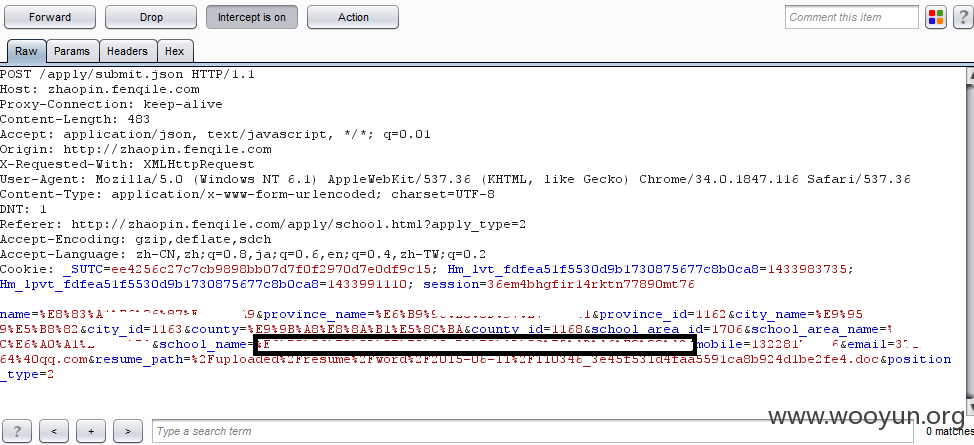 Forward Drop Intercept is on Action Comment this item ?
Raw Params Headers Hex
POST /apply/submit.json HTTP/1.1
Host: zhaopin.fenqile.com
Proxy-Connection: keep-alive
Content-Length: 483
Accept: application/json, text/javascript, */*; q=0.01
Origin: http://zhaopin.fenqile.com
X-Requested-With: XMLHttpRequest
User-Agent: Mozilla/5.0 (Windows NT 6.1) AppleWebKit/537.36 (KHTML, like Gecko) Chrome/34.0.1847.116 Safari/537.36
Content-Type: application/x-www-form-urlencoded; charset=UTF-8
DNT: 1
Referer: http://zhaopin.fenqile.com/apply/school.html?apply_type=2
Accept-Encoding: gzip,deflate,sdch
Accept-Language: zh-CN,zh;q=0.8,ja;q=0.6,en;q=0.4,zh-TW;q=0.2
Cookie: _SUTC=ee4256c27c7cb9898bb07d7f0f2970d7e0df9c15; Hm_lvt_fdfea51f5530d9b1730875677c8b0ca8=1433983735;
Hm_lpvt_fdfea51f5530d9b1730875677c8b0ca8=1433991110; session=36em4bhgfir14rktn77890mt76
name=%E8%83% &province_name=%E6%B9% &province_id=1162&city_name=%E9%95
9%E5%B8%82&city_id=1163&county=%E9%9B%A8%E8%8A%B1%E5%8C%BA&county_id=1168&school_area_id=1706&school_area_name=
%E6%A0%A1% &school_name= mobile=132281 6&email=3
64%40qq.com&resume_path=%2Fuploaded%2Fresume%2Fword%2F2015-06-11%2F110346_3e45f531d4faa5591ca8b924d1be2fe4.doc&position
_type=2
www.wooyun.org
? < + > Type a search term 0 matches